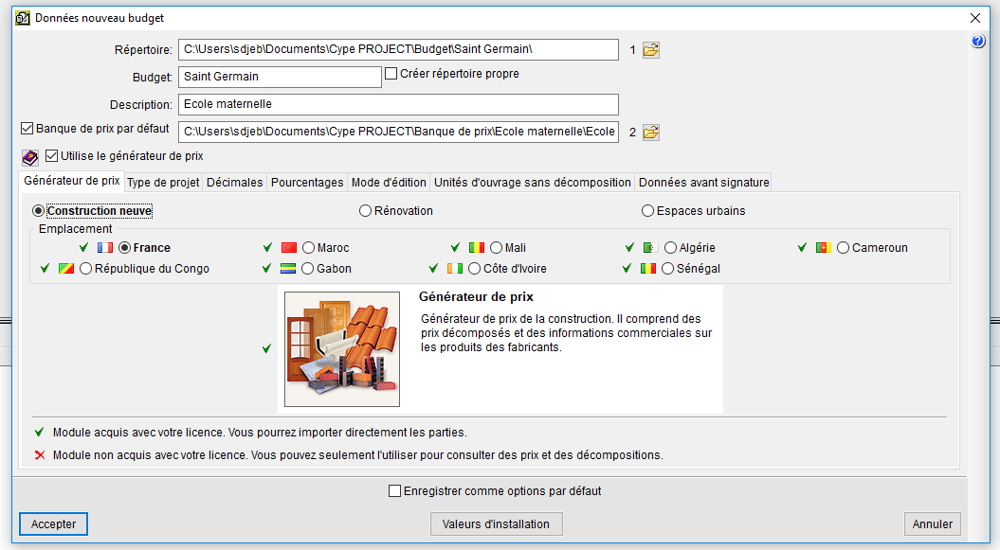 Données nouveau budget
Répertoire: C:\Users\sdjeb\Documents\Cype PROJECT\Budget\Saint Germain\ 1
Budget: Saint Germain Créer répertoire propre
Description: Ecole maternelle
Banque de prix par défaut C:\Users\sdjeb\Documents\Cype PROJECT\Banque de prix\Ecole maternelle\Ecole 2
Utilise le générateur de prix
Générateur de prix Type de projet Décimales Pourcentages Mode d'édition Unités d'ouvrage sans décomposition Données avant signature
Construction neuve Rénovation Espaces urbains
Emplacement
France Maroc Mali Algérie Cameroun
République du Congo Gabon Côte d'Ivoire Sénégal
Générateur de prix
Générateur de prix de la construction. Il comprend des
prix décomposés et des informations commerciales sur
les produits des fabricants.
Module acquis avec votre licence. Vous pourrez importer directement les parties.
Module non acquis avec votre licence. Vous pouvez seulement l'utiliser pour consulter des prix et des décompositions.
Enregistrer comme options par défaut
Accepter Valeurs d'installation Annuler